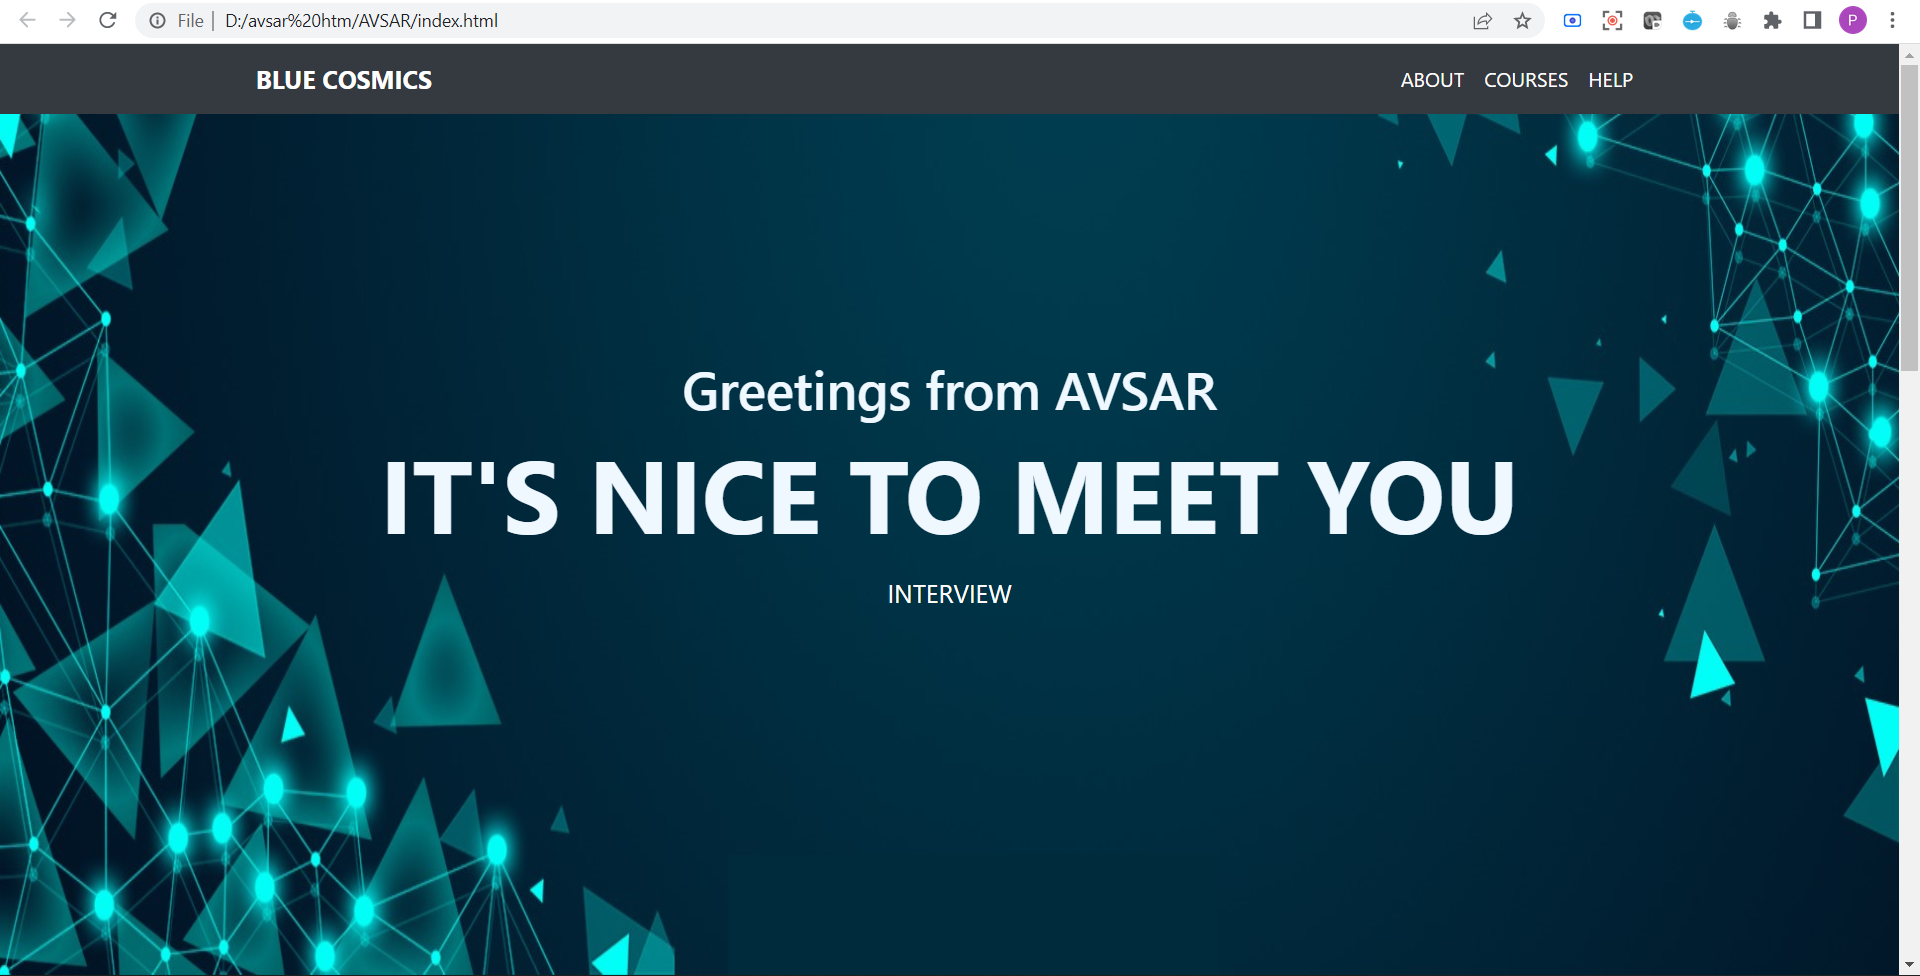 File | D:/avsar%20htm/AVSAR/index.html
P
BLUE COSMICS
ABOUT COURSES HELP
Greetings from AVSAR
IT'S NICE TO MEET YOU
INTERVIEW